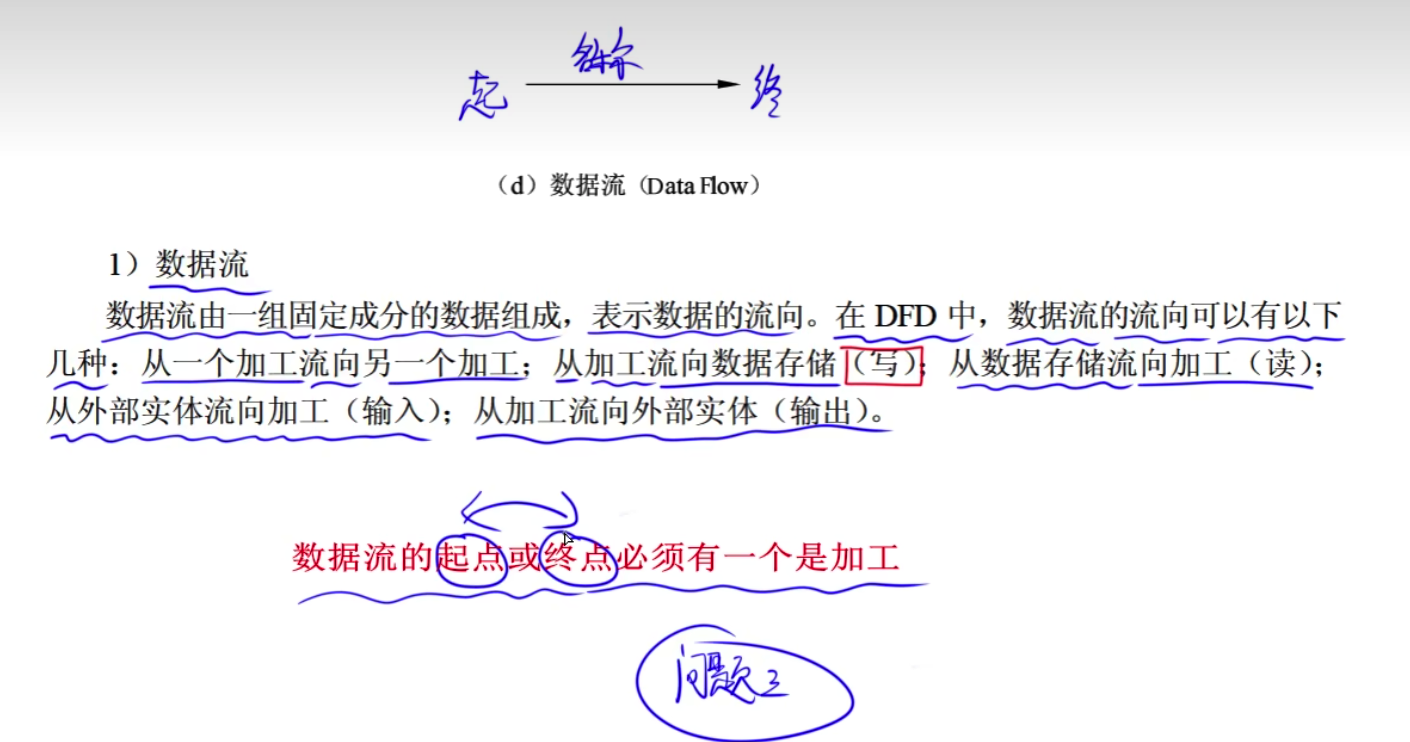 起 终
（d）数据流（Data Flow）
1）数据流
数据流由一组固定成分的数据组成，表示数据的流向。在 DFD 中，数据流的流向可以有以下
几种：从一个加工流向另一个加工；从加工流向数据存储（写）；从数据存储流向加工（读）；
从外部实体流向加工（输入）；从加工流向外部实体（输出）。
数据流的起点或终点必须有一个是加工
问题三